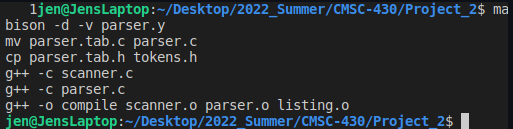 1jen@JensLaptop:~/Desktop/2022_Summer/CMSC-430/Project_2$ ma
bison -d -v parser.y
mv parser.tab.c parser.c
cp parser.tab.h tokens.h
g++ -c scanner.c
g++ -c parser.c
g++ -o compile scanner.o parser.o listing.o
jen@JensLaptop:~/Desktop/2022_Summer/CMSC-430/Project_2$